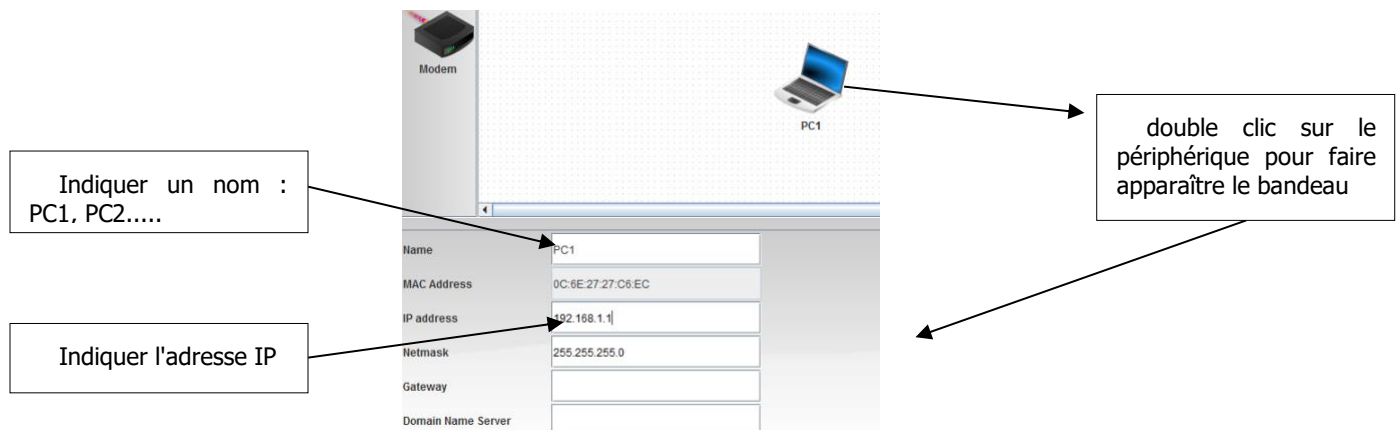 Modem
PC1
double clic sur le
périphérique pour faire
apparaître le bandeau
Indiquer un nom :
PC1, PC2.....
Name PC1
MAC Address 0C:6E:27:27:C6:EC
IP address 192.168.1.1
Indiquer l'adresse IP
Netmask 255.255.255.0
Gateway
Domain Name Server